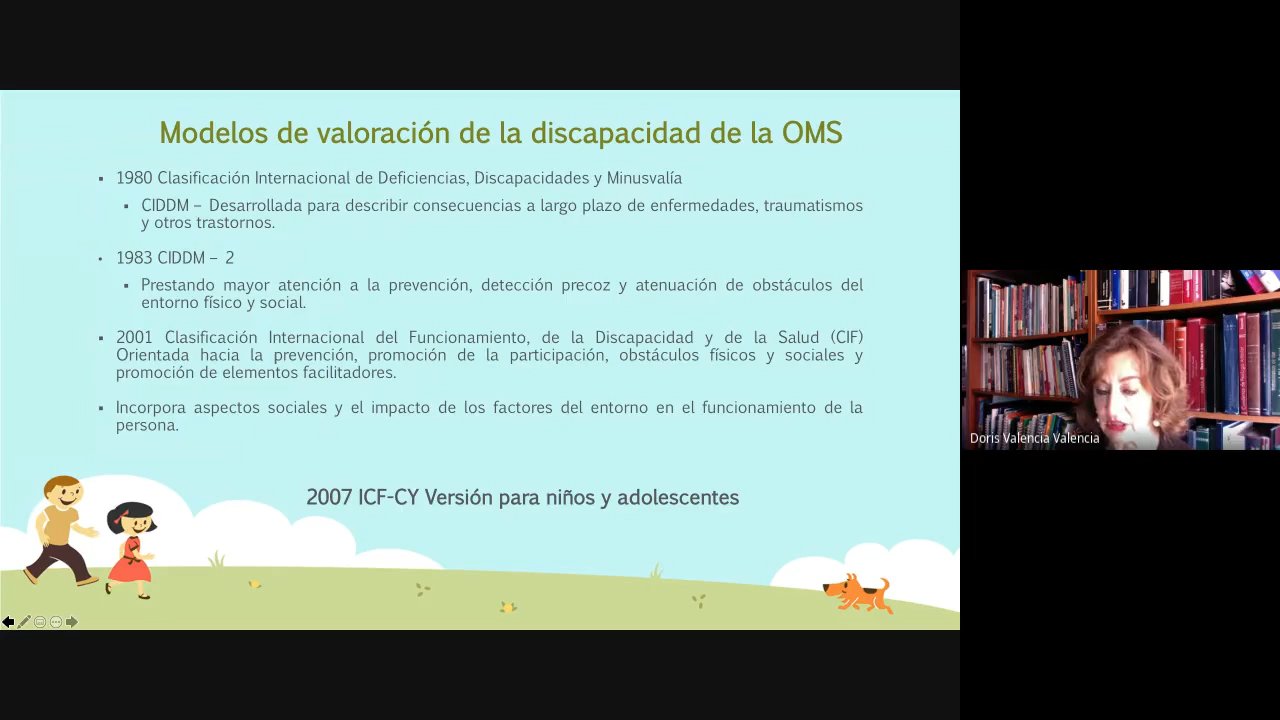 Modelos de valoración de la discapacidad de la OMS
▪ 1980 Clasificación Internacional de Deficiencias, Discapacidades y Minusvalía
▪ CIDDM – Desarrollada para describir consecuencias a largo plazo de enfermedades, traumatismos
y otros trastornos.
▪ 1983 CIDDM – 2
▪ Prestando mayor atención a la prevención, detección precoz y atenuación de obstáculos del
entorno físico y social.
▪ 2001 Clasificación Internacional del Funcionamiento, de la Discapacidad y de la Salud (CIF)
Orientada hacia la prevención, promoción de la participación, obstáculos físicos y sociales y
promoción de elementos facilitadores.
▪ Incorpora aspectos sociales y el impacto de los factores del entorno en el funcionamiento de la
persona.
2007 ICF-CY Versión para niños y adolescentes
Doris Valencia Valencia